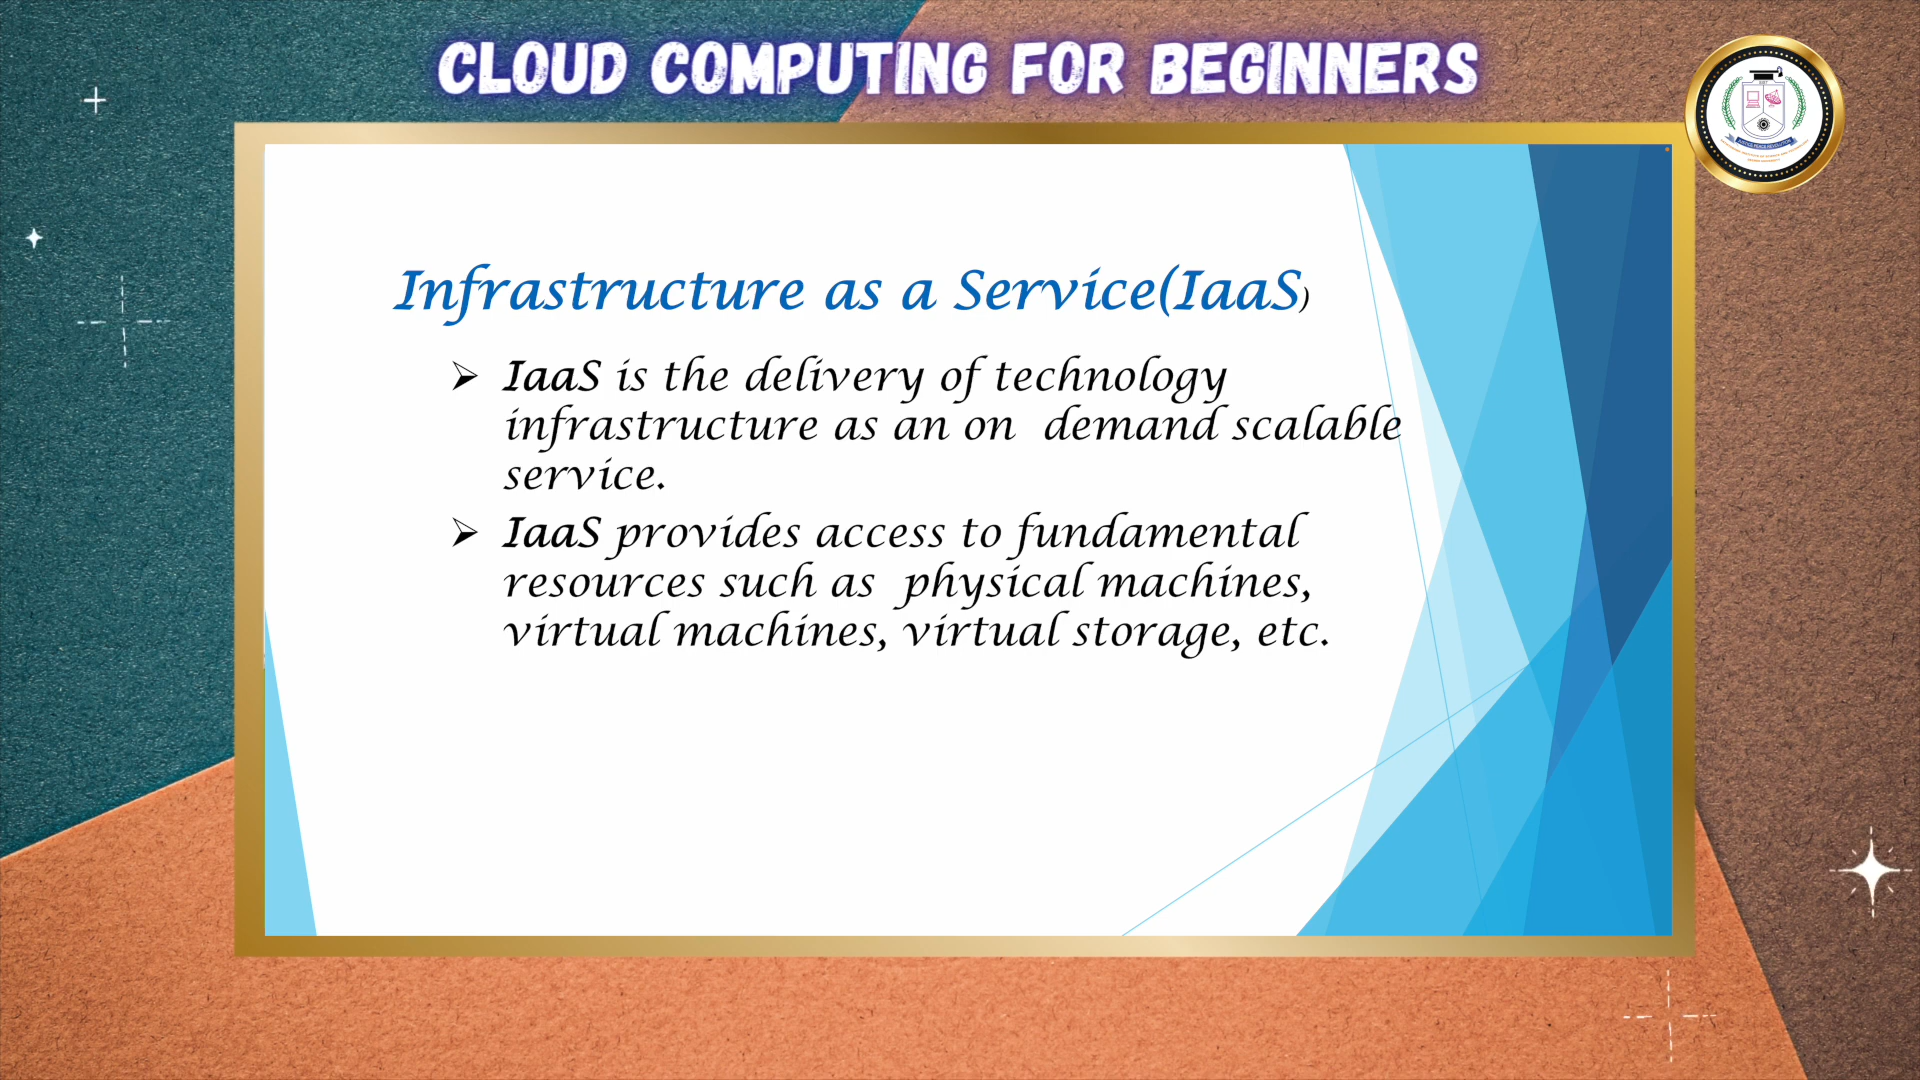 CLOUD COMPUTING FOR BEGINNERS
Infrastructure as a Service(IaaS)
➢ IaaS is the delivery of technology
infrastructure as an on  demand scalable
service.
➢ IaaS provides access to fundamental
resources such as  physical machines,
virtual machines, virtual storage, etc.